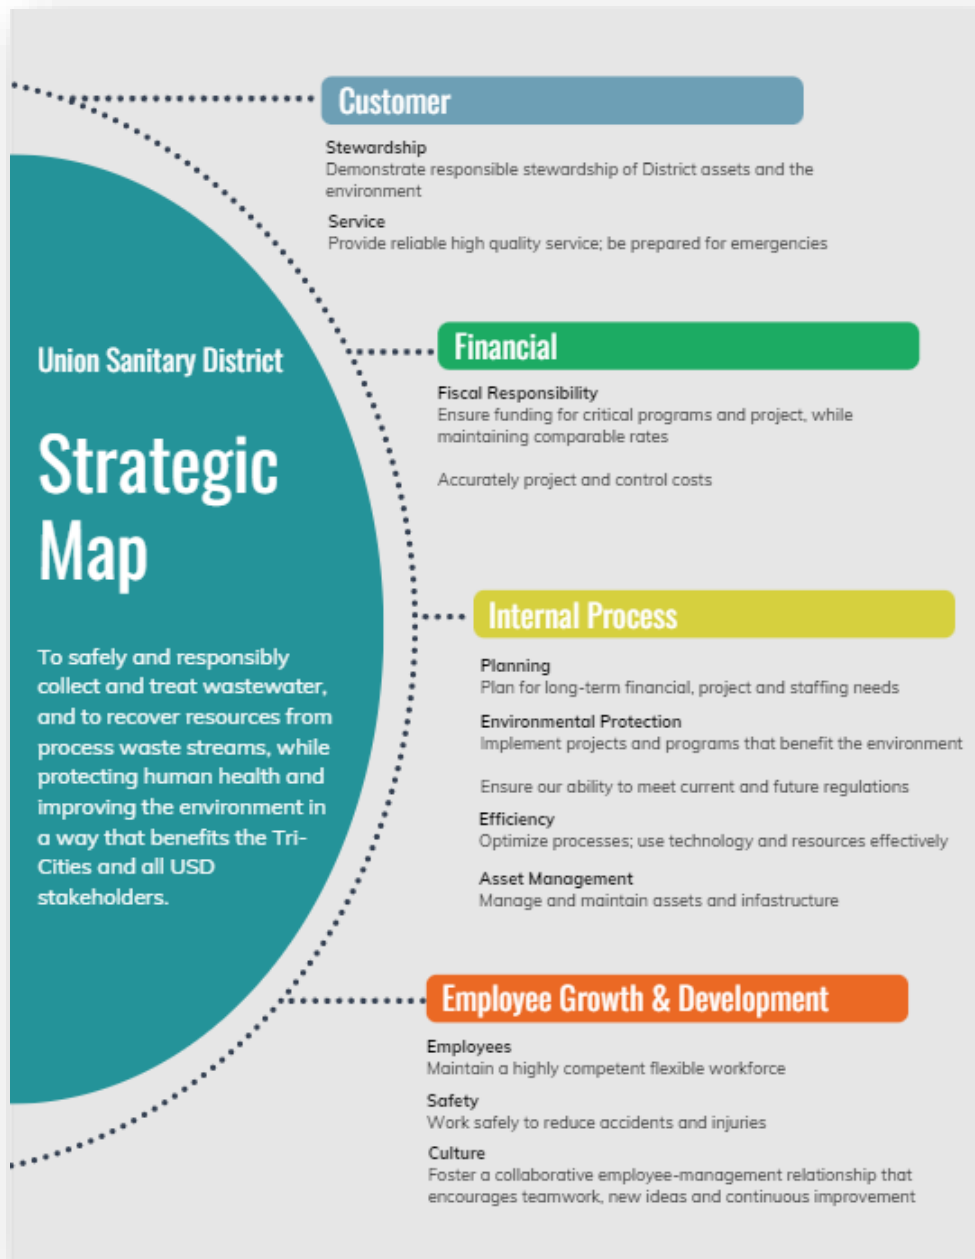 Union Sanitary District
Strategic
Map
To safely and responsibly
collect and treat wastewater,
and to recover resources from
process waste streams, while
protecting human health and
improving the environment in
a way that benefits the Tri-
Cities and all USD
stakeholders.
Customer
Stewardship
Demonstrate responsible stewardship of District assets and the
environment
Service
Provide reliable high quality service; be prepared for emergencies
Financial
Fiscal Responsibility
Ensure funding for critical programs and project, while
maintaining comparable rates
Accurately project and control costs
Internal Process
Planning
Plan for long-term financial, project and staffing needs
Environmental Protection
Implement projects and programs that benefit the environment
Ensure our ability to meet current and future regulations
Efficiency
Optimize processes; use technology and resources effectively
Asset Management
Manage and maintain assets and infastructure
Employee Growth & Development
Employees
Maintain a highly competent flexible workforce
Safety
Work safely to reduce accidents and injuries
Culture
Foster a collaborative employee-management relationship that
encourages teamwork, new ideas and continuous improvement